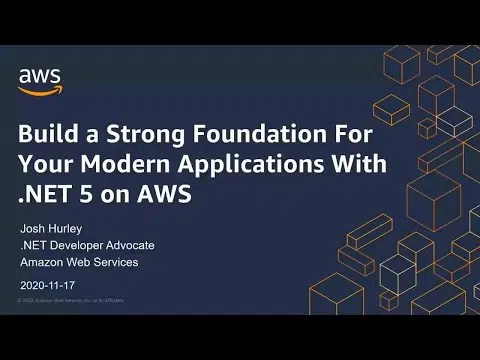 aws
Build a Strong Foundation For
Your Modern Applications With
.NET 5 on AWS
Josh Hurley
.NET Developer Advocate
Amazon Web Services
2020-11-17
© 2020, Amazon Web Services, Inc. or its Affiliates.